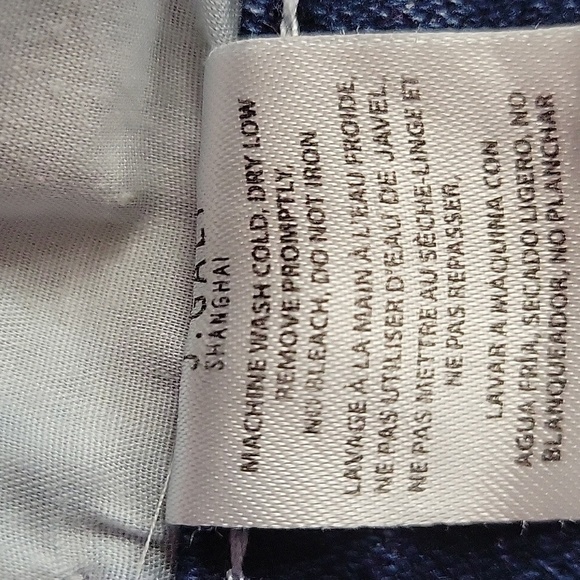 SHANGHAI
MACHINE WASH COLD, DRY LOW
REMOVE PROMPTLY,
NO BLEACH, DO NOT IRON
LAVAGE À LA MAIN A L'EAU FROIDE,
NE PAS UTILISER D'EAU DE JAVEL,
NE PAS METTRE AU SÈCHE-LINGE ET
NE PAS REPASSER.
LAVAR A MAQUINA CON
AGUA FRIA, SECADO LIGERO, NO
BLANQUEADOR, NO PLANCHAR